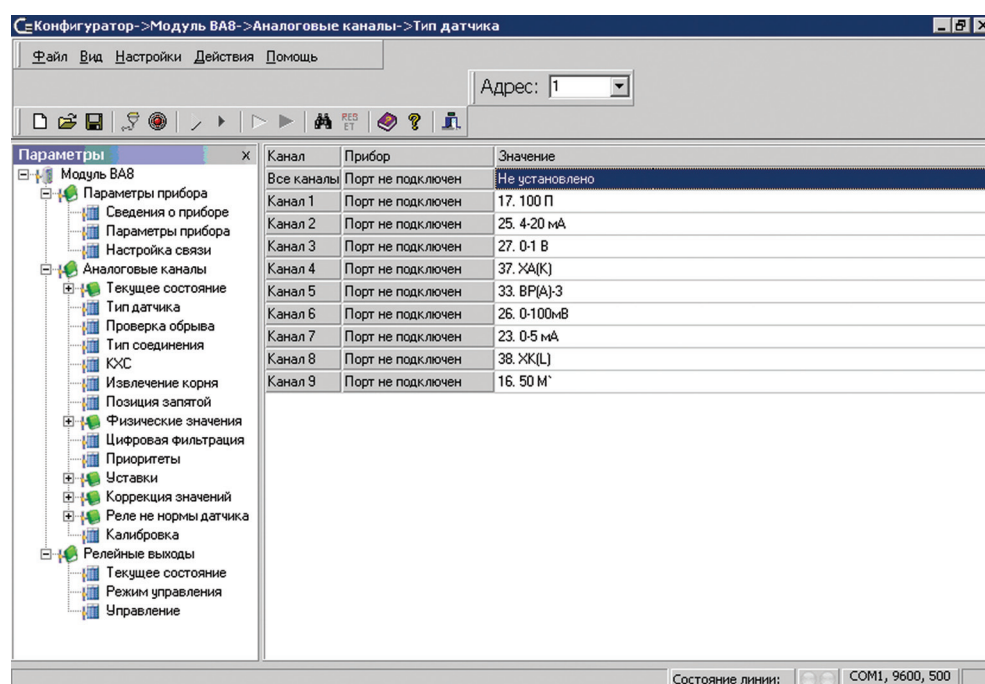 Конфигуратор->Модуль ВА8->Аналоговые каналы->Тип датчика
Файл Вид Настройки Действия Помощь
Адрес: 1
RES
ET
Параметры x
Модуль ВА8
Параметры прибора
Сведения о приборе
Параметры прибора
Настройка связи
Аналоговые каналы
Текущее состояние
Тип датчика
Проверка обрыва
Тип соединения
КХС
Извлечение корня
Позиция запятой
Физические значения
Цифровая фильтрация
Приоритеты
Уставки
Коррекция значений
Реле не нормы датчика
Калибровка
Релейные выходы
Текущее состояние
Режим управления
Управление
Канал Прибор Значение
Все каналы Порт не подключен Не установлено
Канал 1 Порт не подключен 17. 100 П
Канал 2 Порт не подключен 25. 4-20 мА
Канал 3 Порт не подключен 27. 0-1 В
Канал 4 Порт не подключен 37. ХА(К)
Канал 5 Порт не подключен 33. ВР(А)-3
Канал 6 Порт не подключен 26. 0-100мВ
Канал 7 Порт не подключен 23. 0-5 мА
Канал 8 Порт не подключен 38. ХК(L)
Канал 9 Порт не подключен 16. 50 М`
Состояние линии: COM1, 9600, 500